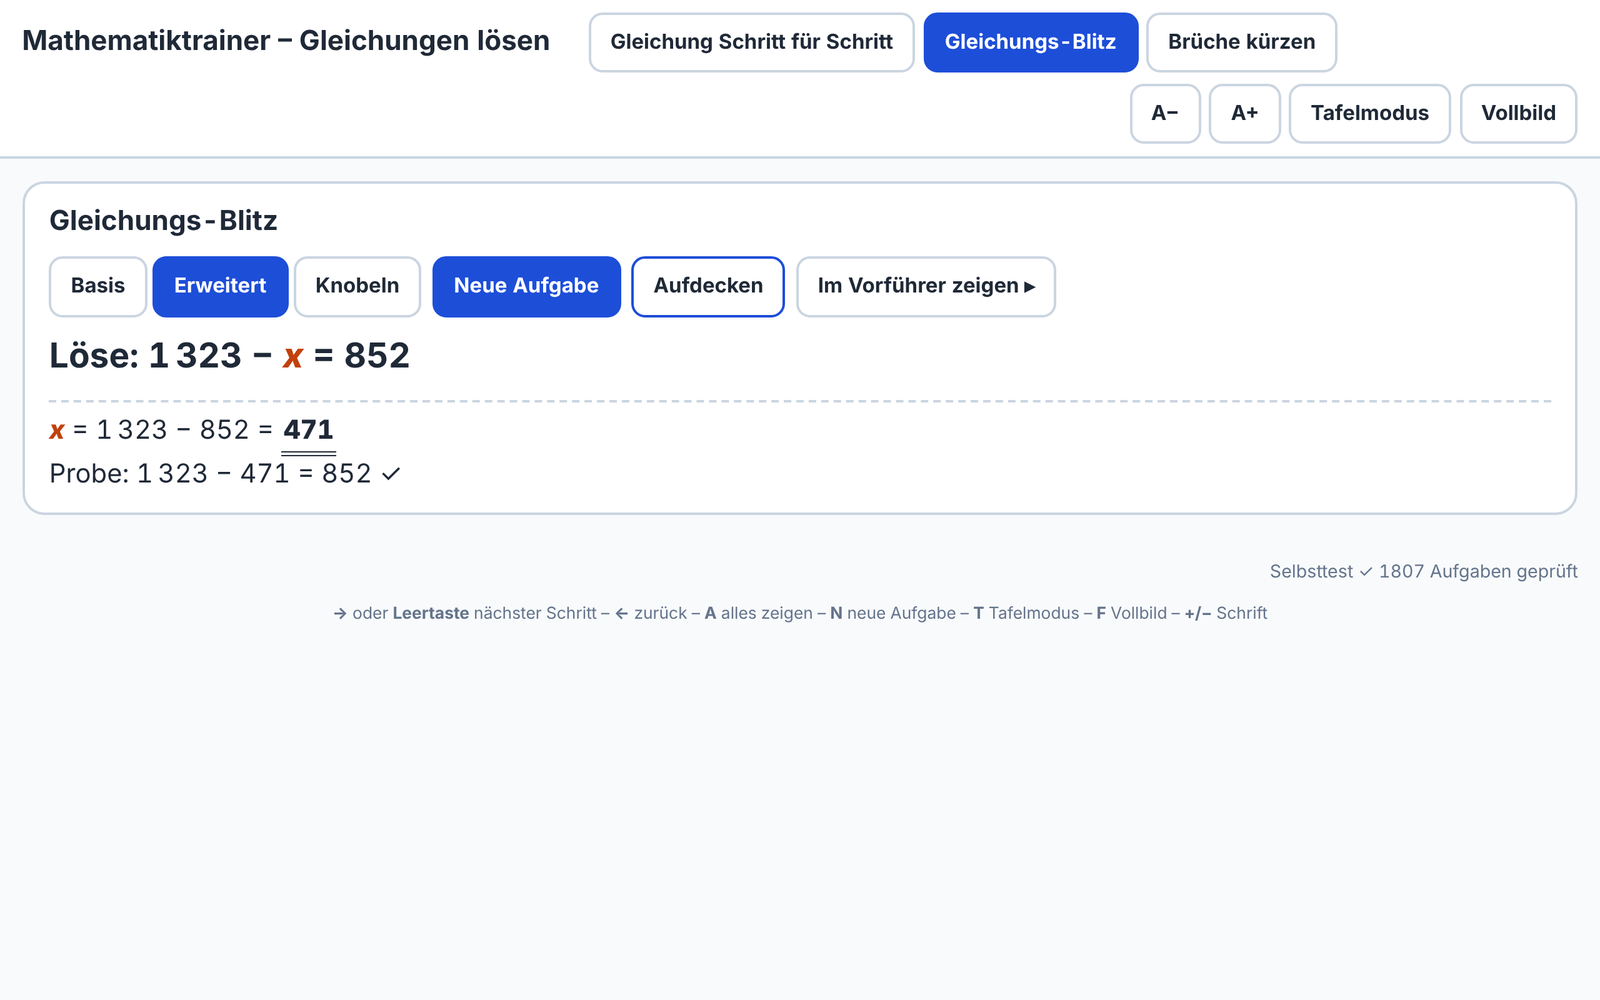 Mathematiktrainer – Gleichungen lösen
Gleichung Schritt für Schritt
Gleichungs-Blitz
Brüche kürzen
A−
A+
Tafelmodus
Vollbild
Gleichungs-Blitz
Basis
Erweitert
Knobeln
Neue Aufgabe
Aufdecken
Im Vorführer zeigen ▸
Löse: 1 323 − x = 852
x = 1 323 − 852 = 471
Probe: 1 323 − 471 = 852 ✓
Selbsttest ✓ 1807 Aufgaben geprüft
→ oder Leertaste nächster Schritt – ← zurück – A alles zeigen – N neue Aufgabe – T Tafelmodus – F Vollbild – +/− Schrift